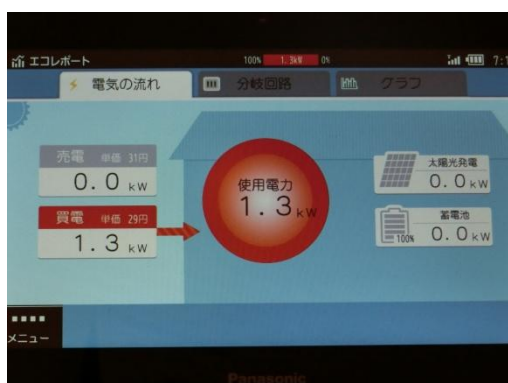 エコレポート
100% 1.3kW 0%
電気の流れ
分岐回路
グラフ
売電 単価 31円
0.0 kW
買電 単価 29円
1.3 kW
使用電力
1.3 kW
太陽光発電
0.0 kW
蓄電池
100%
0.0 kW
メニュー
Panasonic